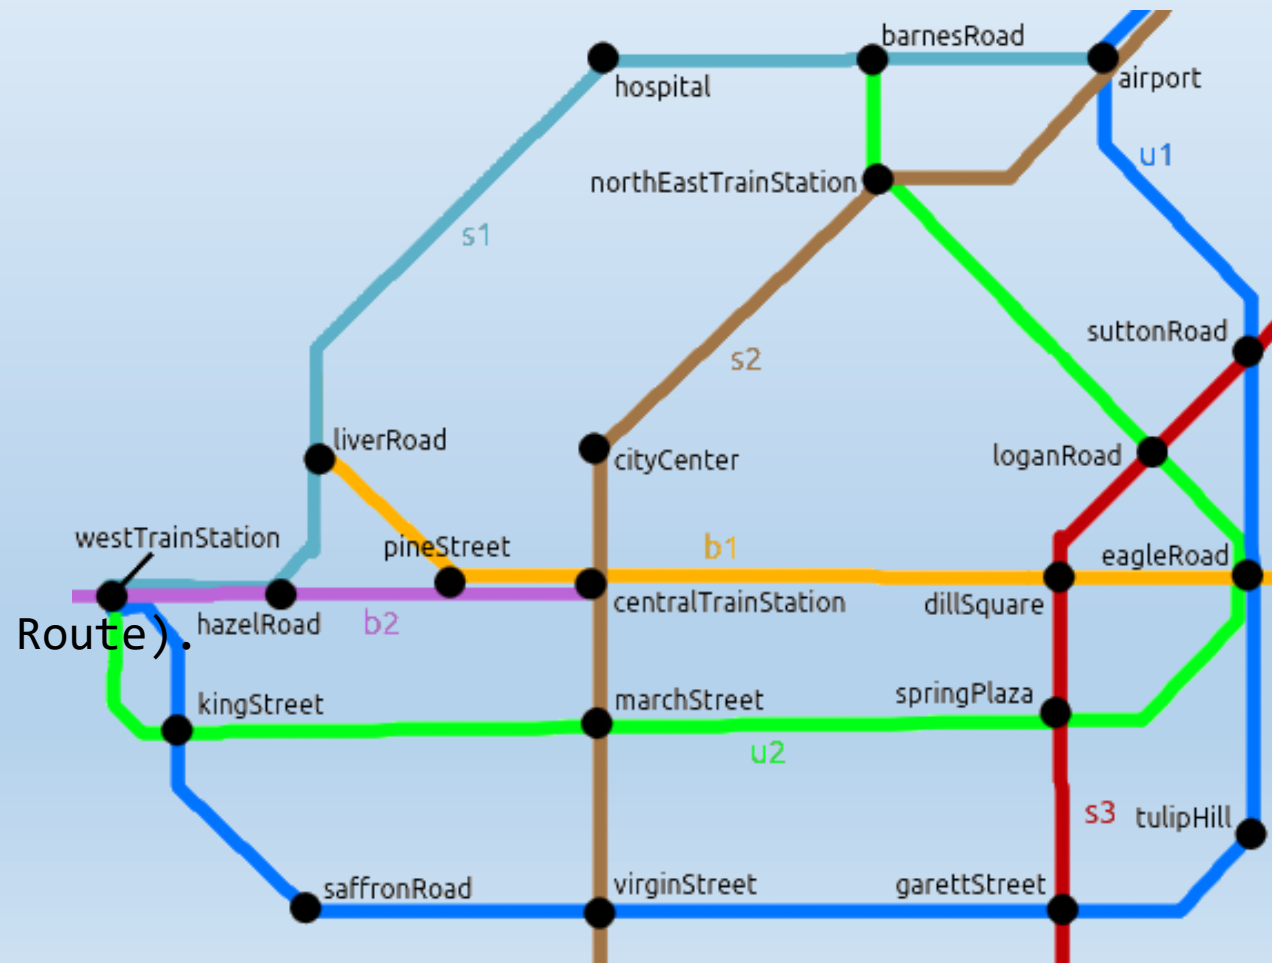 barnesRoad
hospital
airport
u1
northEastTrainStation
s1
suttonRoad
s2
liverRoad
cityCenter
loganRoad
westTrainStation
pineStreet
b1
eagleRoad
hazelRoad
b2
centralTrainStation
dillSquare
Route).
kingStreet
marchStreet
springPlaza
u2
s3
tulipHill
saffronRoad
virginStreet
garettStreet